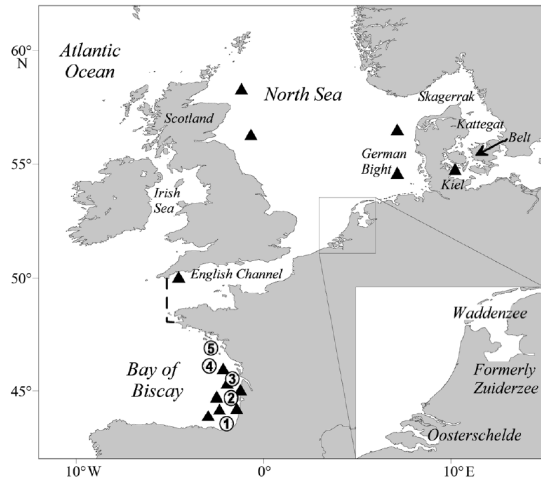 60°
N
Atlantic
Ocean
North Sea
Skagerrak
Scotland
Kattegat
Belt
55°
German
Bight
Kiel
Irish
Sea
50°
English Channel
Waddenzee
⑤
④
Bay of
Biscay
③
Formerly
Zuiderzee
②
45°
①
Oosterschelde
10°W
0°
10°E